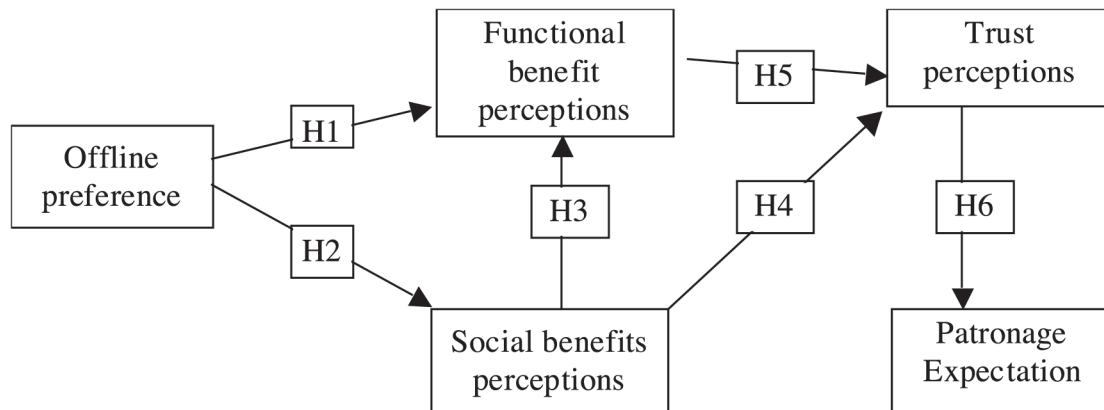 Functional
benefit
perceptions
Trust
perceptions
H5
H1
Offline
preference
H3
H4
H6
H2
Social benefits
perceptions
Patronage
Expectation